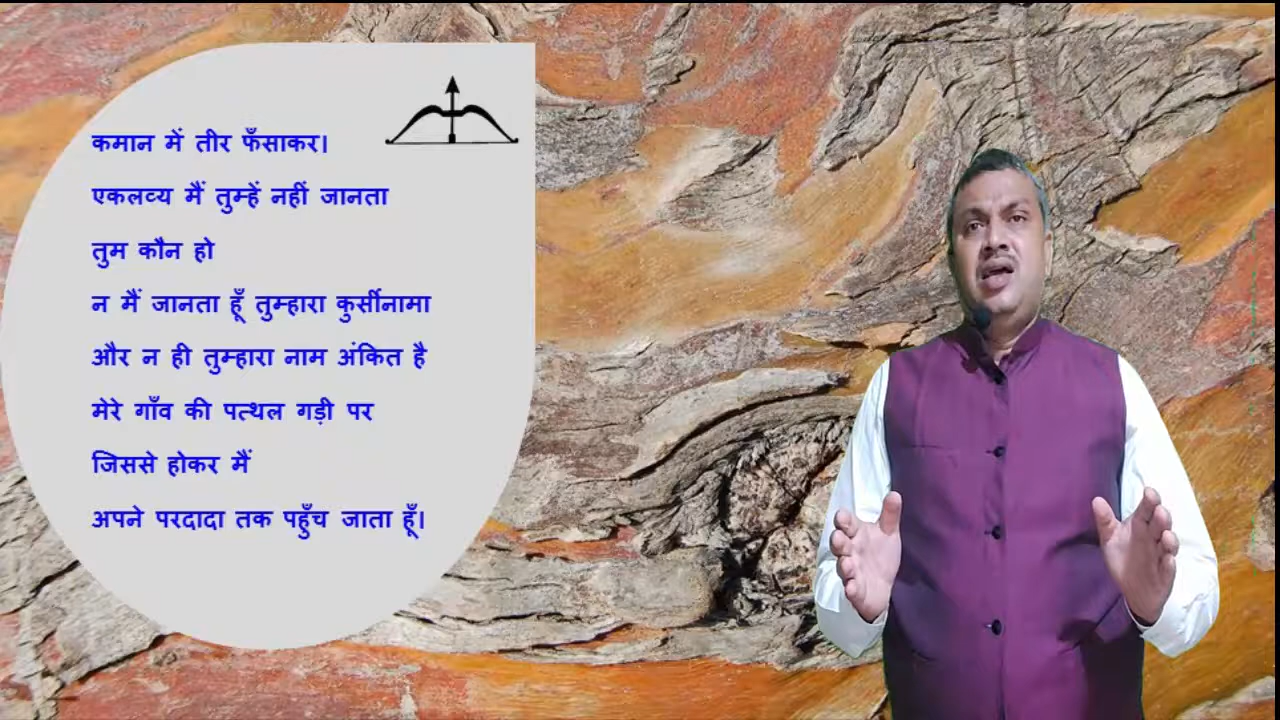 कमान में तीर फँसाकर।
एकलव्य मैं तुम्हें नहीं जानता
तुम कौन हो
न मैं जानता हूँ तुम्हारा कुर्सीनामा
और न ही तुम्हारा नाम अंकित है
मेरे गाँव की पत्थल गड़ी पर
जिससे होकर मैं
अपने परदादा तक पहुँच जाता हूँ।